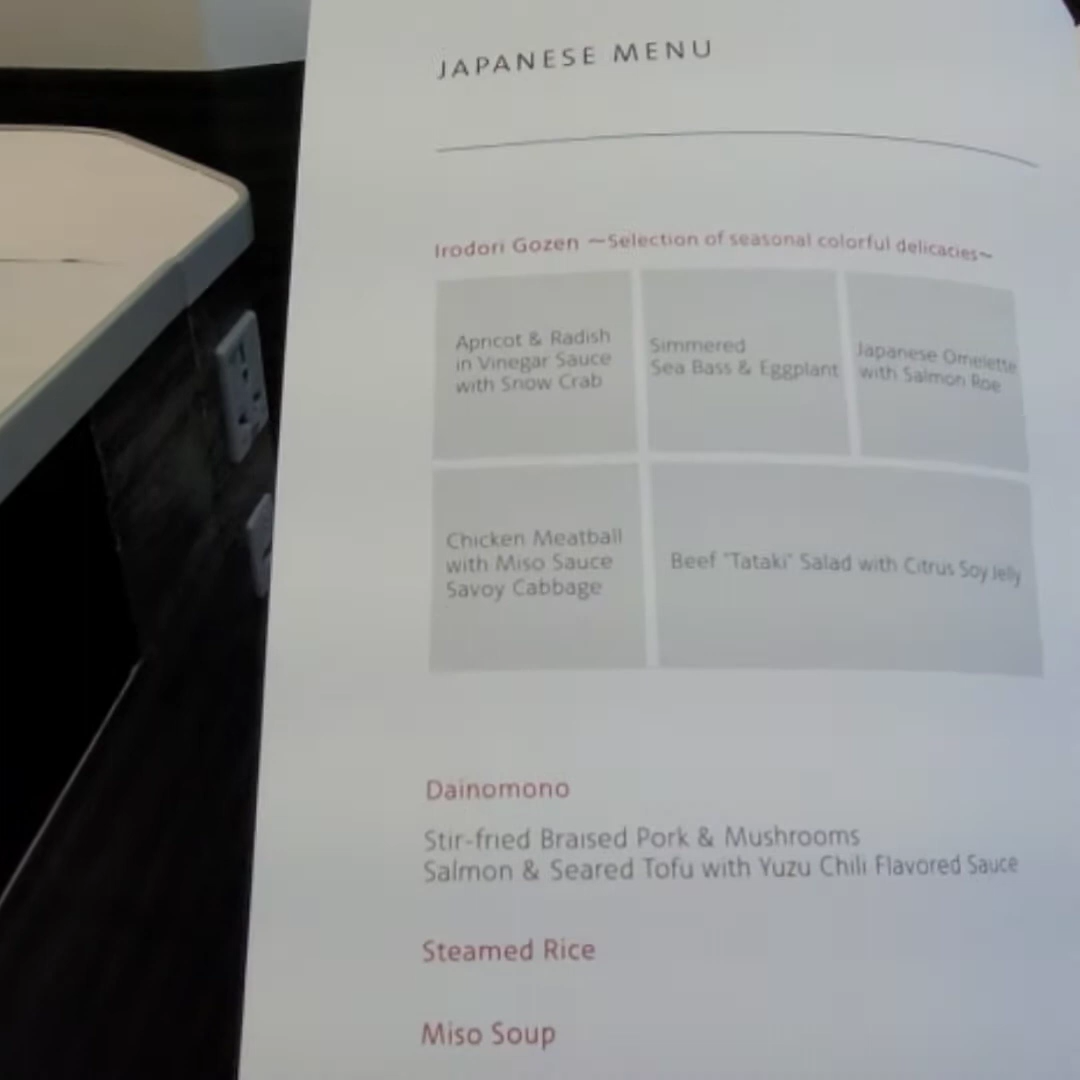 JAPANESE MENU
Irodori Gozen ~Selection of seasonal colorful delicacies~
Apricot & Radish
in Vinegar Sauce
with Snow Crab
Simmered
Sea Bass & Eggplant
Japanese Omelette
with Salmon Roe
Chicken Meatball
with Miso Sauce
Savoy Cabbage
Beef "Tataki" Salad with Citrus Soy Jelly
Dainomono
Stir-fried Braised Pork & Mushrooms
Salmon & Seared Tofu with Yuzu Chili Flavored Sauce
Steamed Rice
Miso Soup